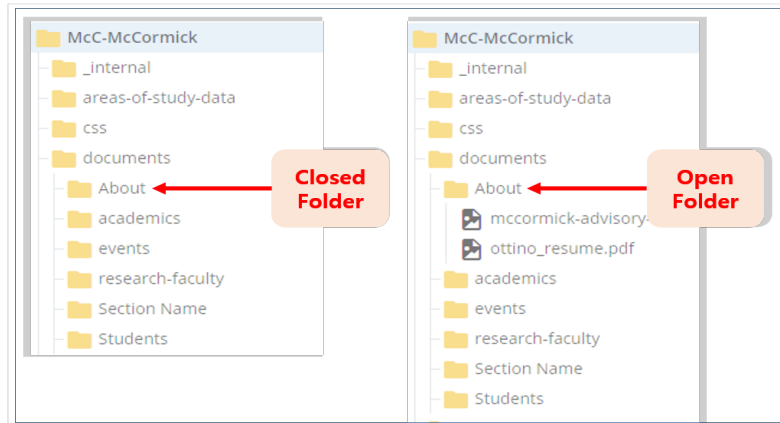 McC-McCormick
_internal
areas-of-study-data
css
documents
About
academics
events
research-faculty
Section Name
Students
Closed
Folder
McC-McCormick
_internal
areas-of-study-data
css
documents
About
mccormick-advisory-
ottino_resume.pdf
academics
events
research-faculty
Section Name
Students
Open
Folder